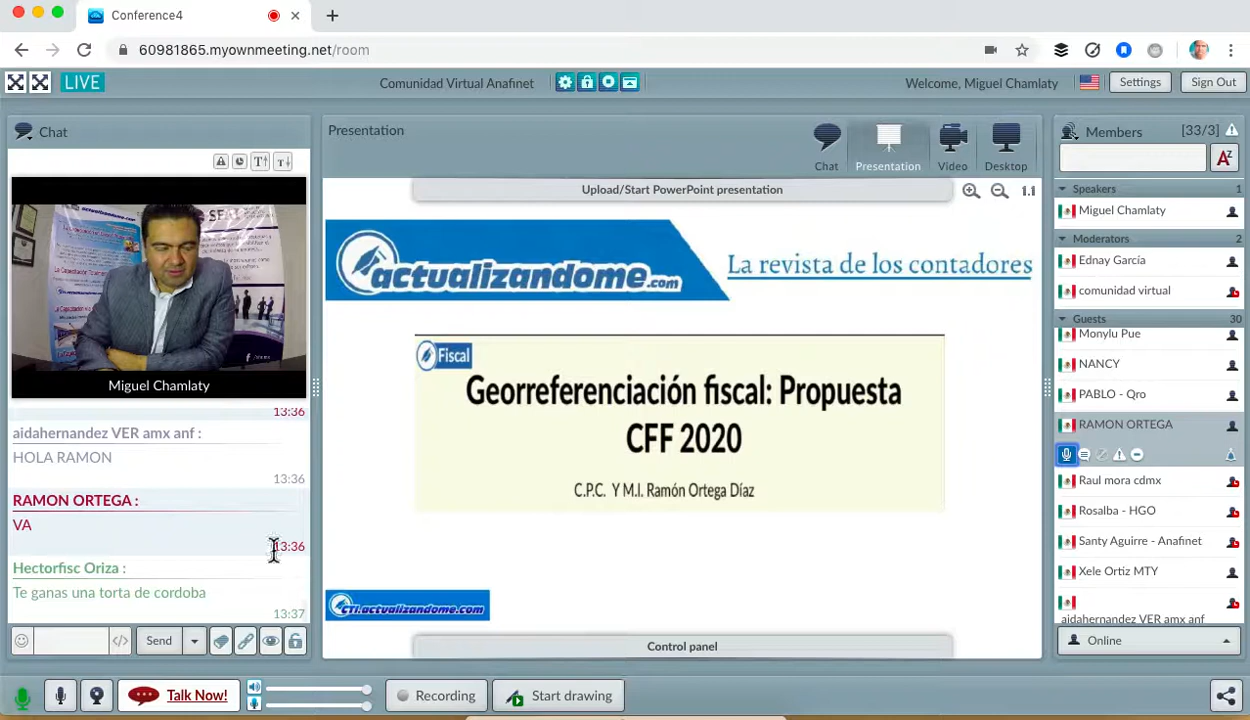 Conference4
60981865.myownmeeting.net/room
LIVE
Comunidad Virtual Anafinet
Welcome, Miguel Chamlaty
Settings
Sign Out
Chat
Miguel Chamlaty
13:36
aidahernandez VER amx anf :
HOLA RAMON
13:36
RAMON ORTEGA :
VA
13:36
Hectorfisc Oriza :
Te ganas una torta de cordoba
13:37
Send
Presentation
Chat
Presentation
Video
Desktop
Upload/Start PowerPoint presentation
1.1
actualizandome.com
La revista de los contadores
Fiscal
Georreferenciación fiscal: Propuesta
CFF 2020
C.P.C. Y M.I. Ramón Ortega Díaz
CTI.actualizandome.com
Control panel
Members
[33/3]
AZ
Speakers 1
Miguel Chamlaty
Moderators 2
Ednay García
comunidad virtual
Guests 30
Monylu Pue
NANCY
PABLO - Qro
RAMON ORTEGA
Raul mora cdmx
Rosalba - HGO
Santy Aguirre - Anafinet
Xele Ortiz MTY
aidahernandez VER amx anf
Online
Talk Now!
Recording
Start drawing